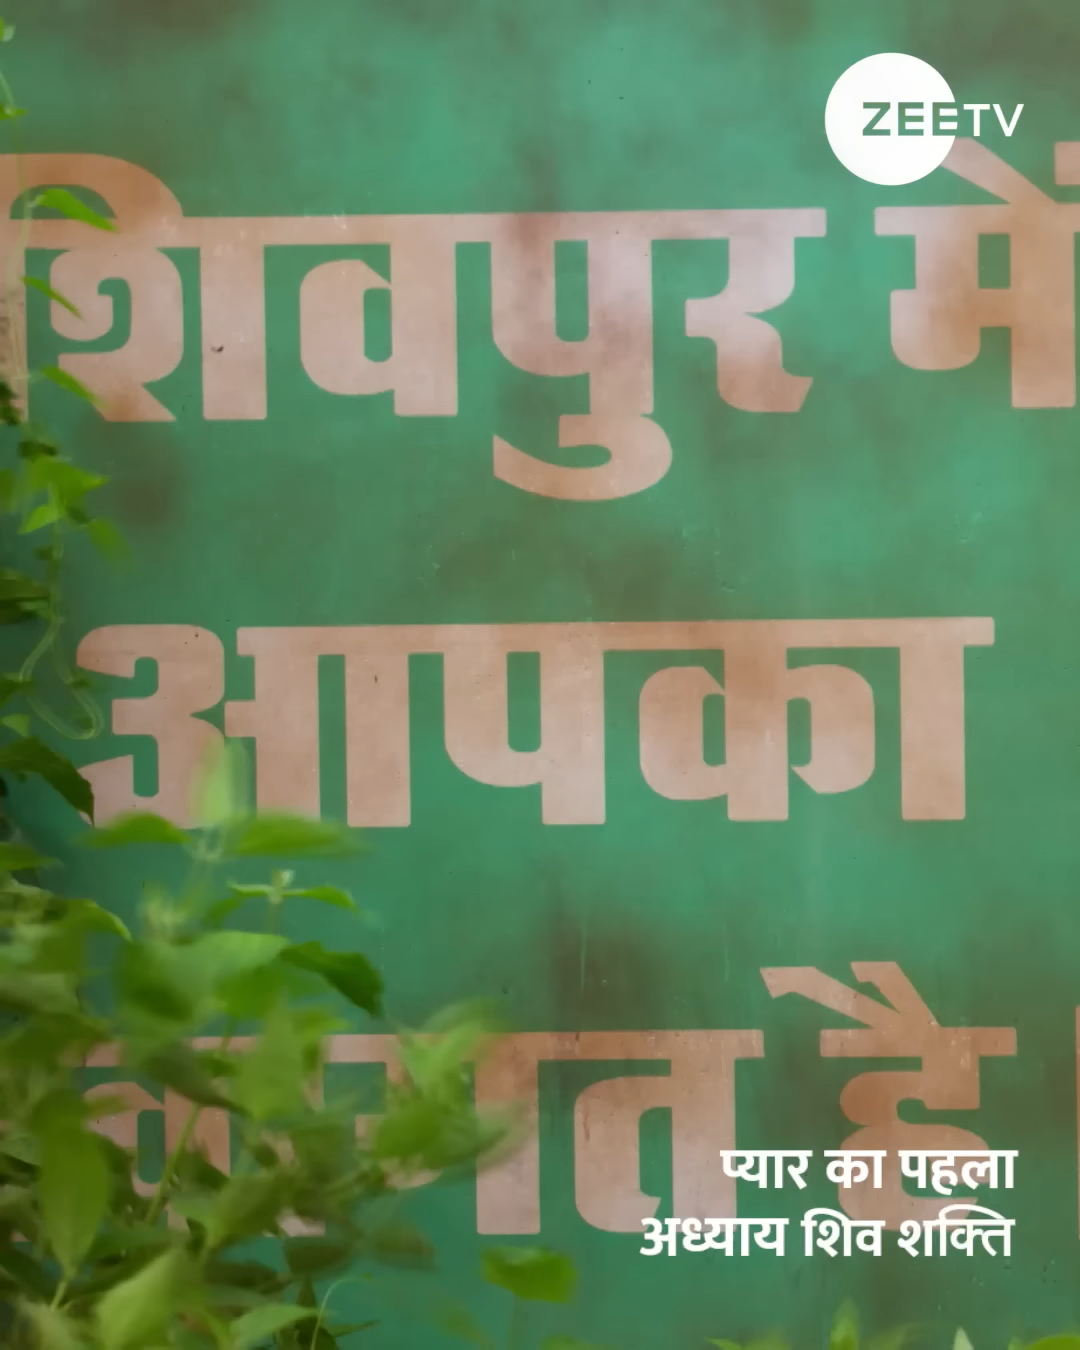 ZEETV
शिवपुर में
आपका
है।
प्यार का पहला
अध्याय शिव शक्ति